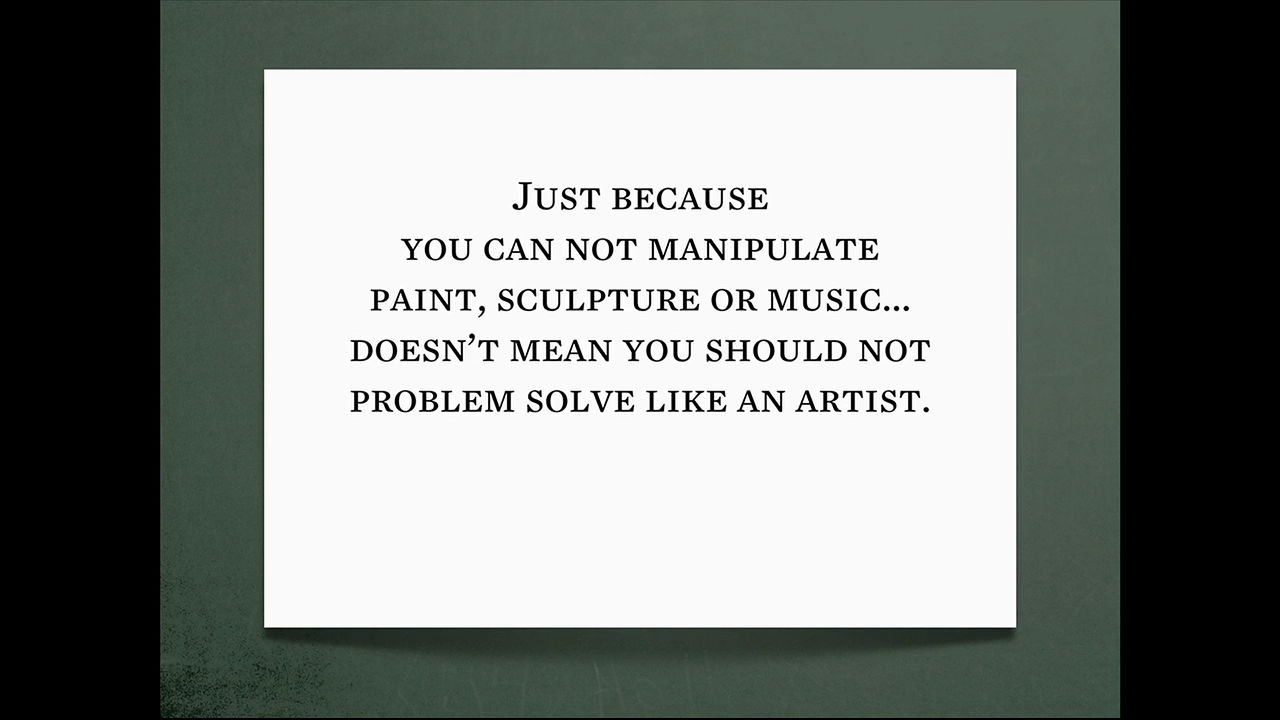 Just because
you can not manipulate
paint, sculpture or music...
doesn’t mean you should not
problem solve like an artist.